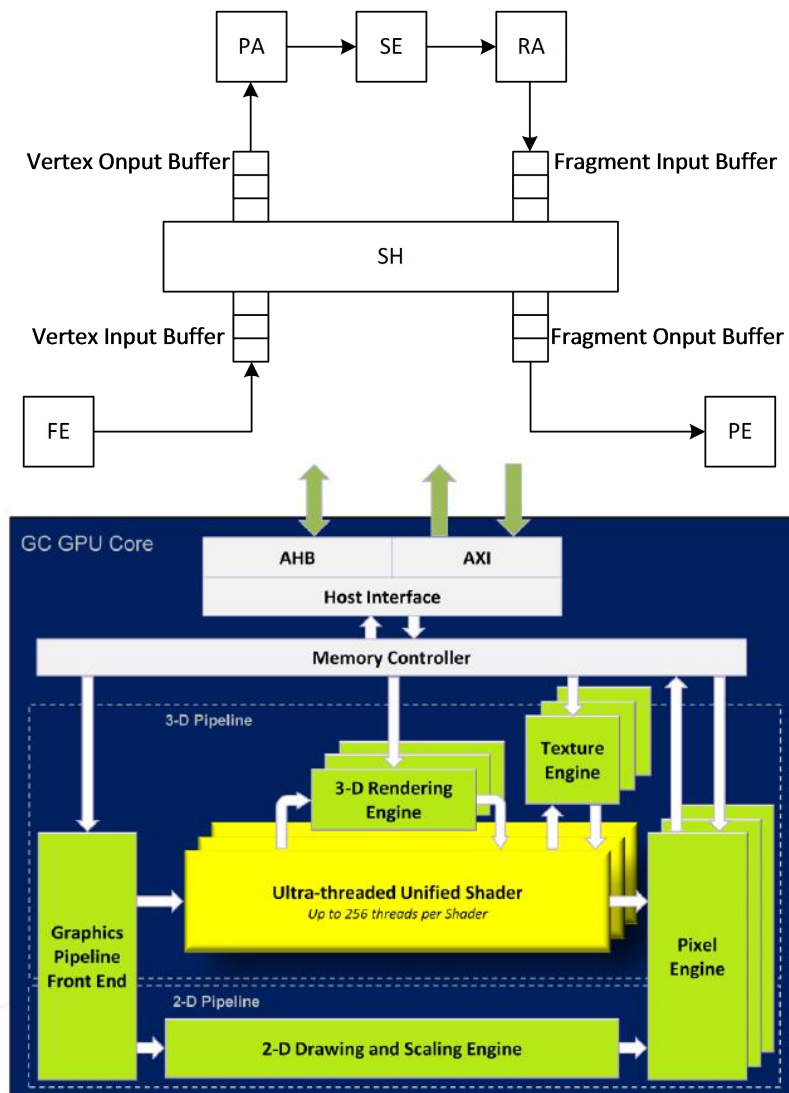 PA
SE
RA
Vertex Onput Buffer
Fragment Input Buffer
SH
Vertex Input Buffer
Fragment Onput Buffer
FE
PE
GC GPU Core
AHB
AXI
Host Interface
Memory Controller
3-D Pipeline
3-D Rendering
Engine
Texture
Engine
Ultra-threaded Unified Shader
Up to 256 threads per Shader
Graphics
Pipeline
Front End
Pixel
Engine
2-D Pipeline
2-D Drawing and Scaling Engine